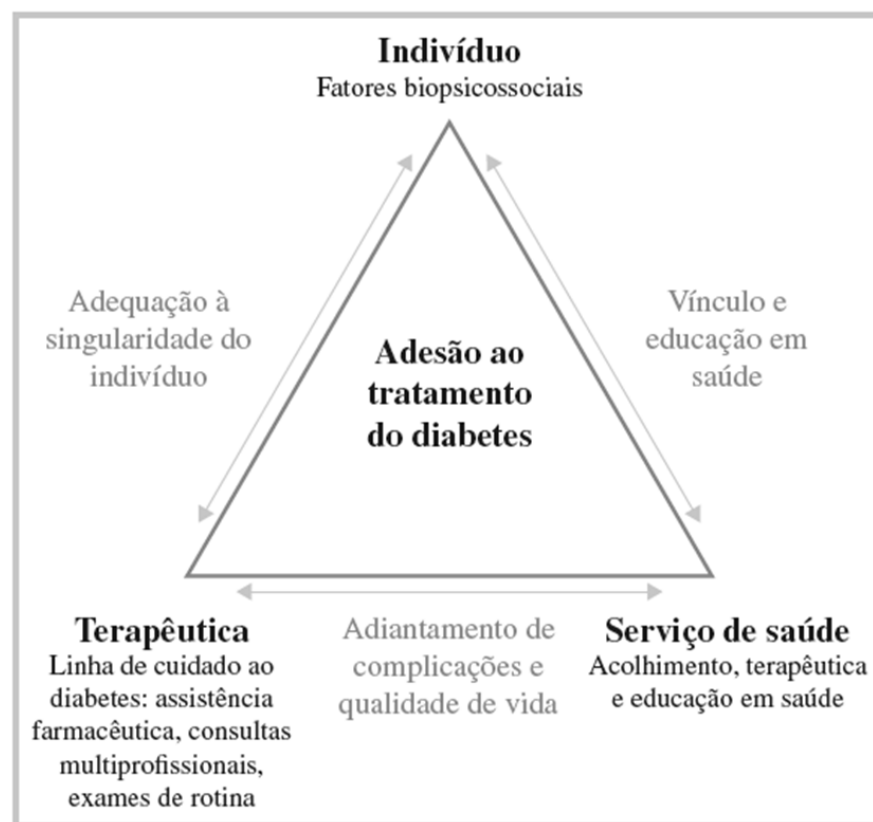 Indivíduo
Fatores biopsicossociais
Adequação à
singularidade do
indivíduo
Vínculo e
educação em
saúde
Adesão ao
tratamento
do diabetes
Terapêutica
Linha de cuidado ao
diabetes: assistência
farmacêutica, consultas
multiprofissionais,
exames de rotina
Adiantamento de
complicações e
qualidade de vida
Serviço de saúde
Acolhimento, terapêutica
e educação em saúde